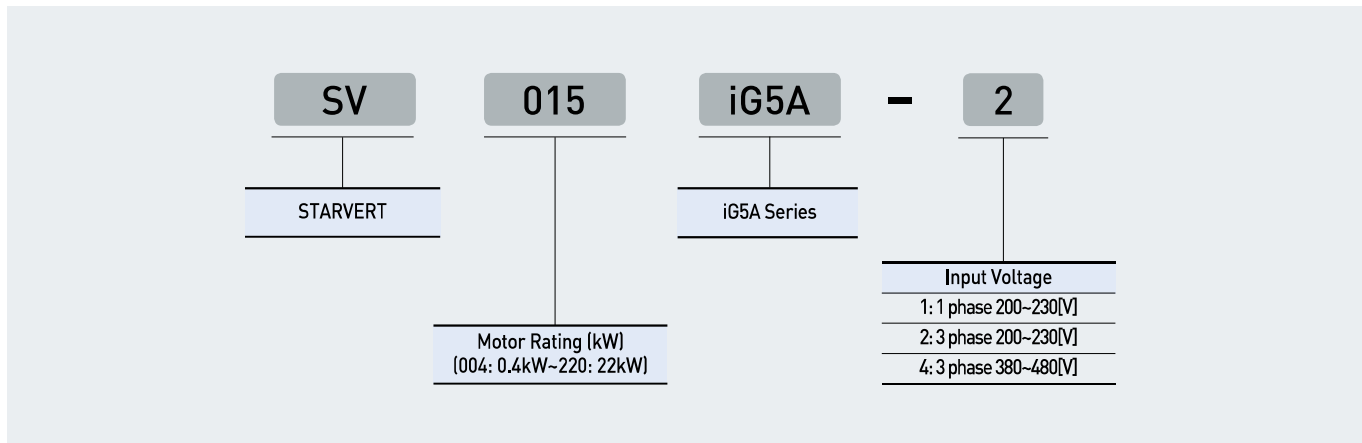 SV 015 iG5A - 2
STARVERT
iG5A Series
Input Voltage
1: 1 phase 200~230[V]
2: 3 phase 200~230[V]
4: 3 phase 380~480[V]
Motor Rating (kW)
(004: 0.4kW~220: 22kW)